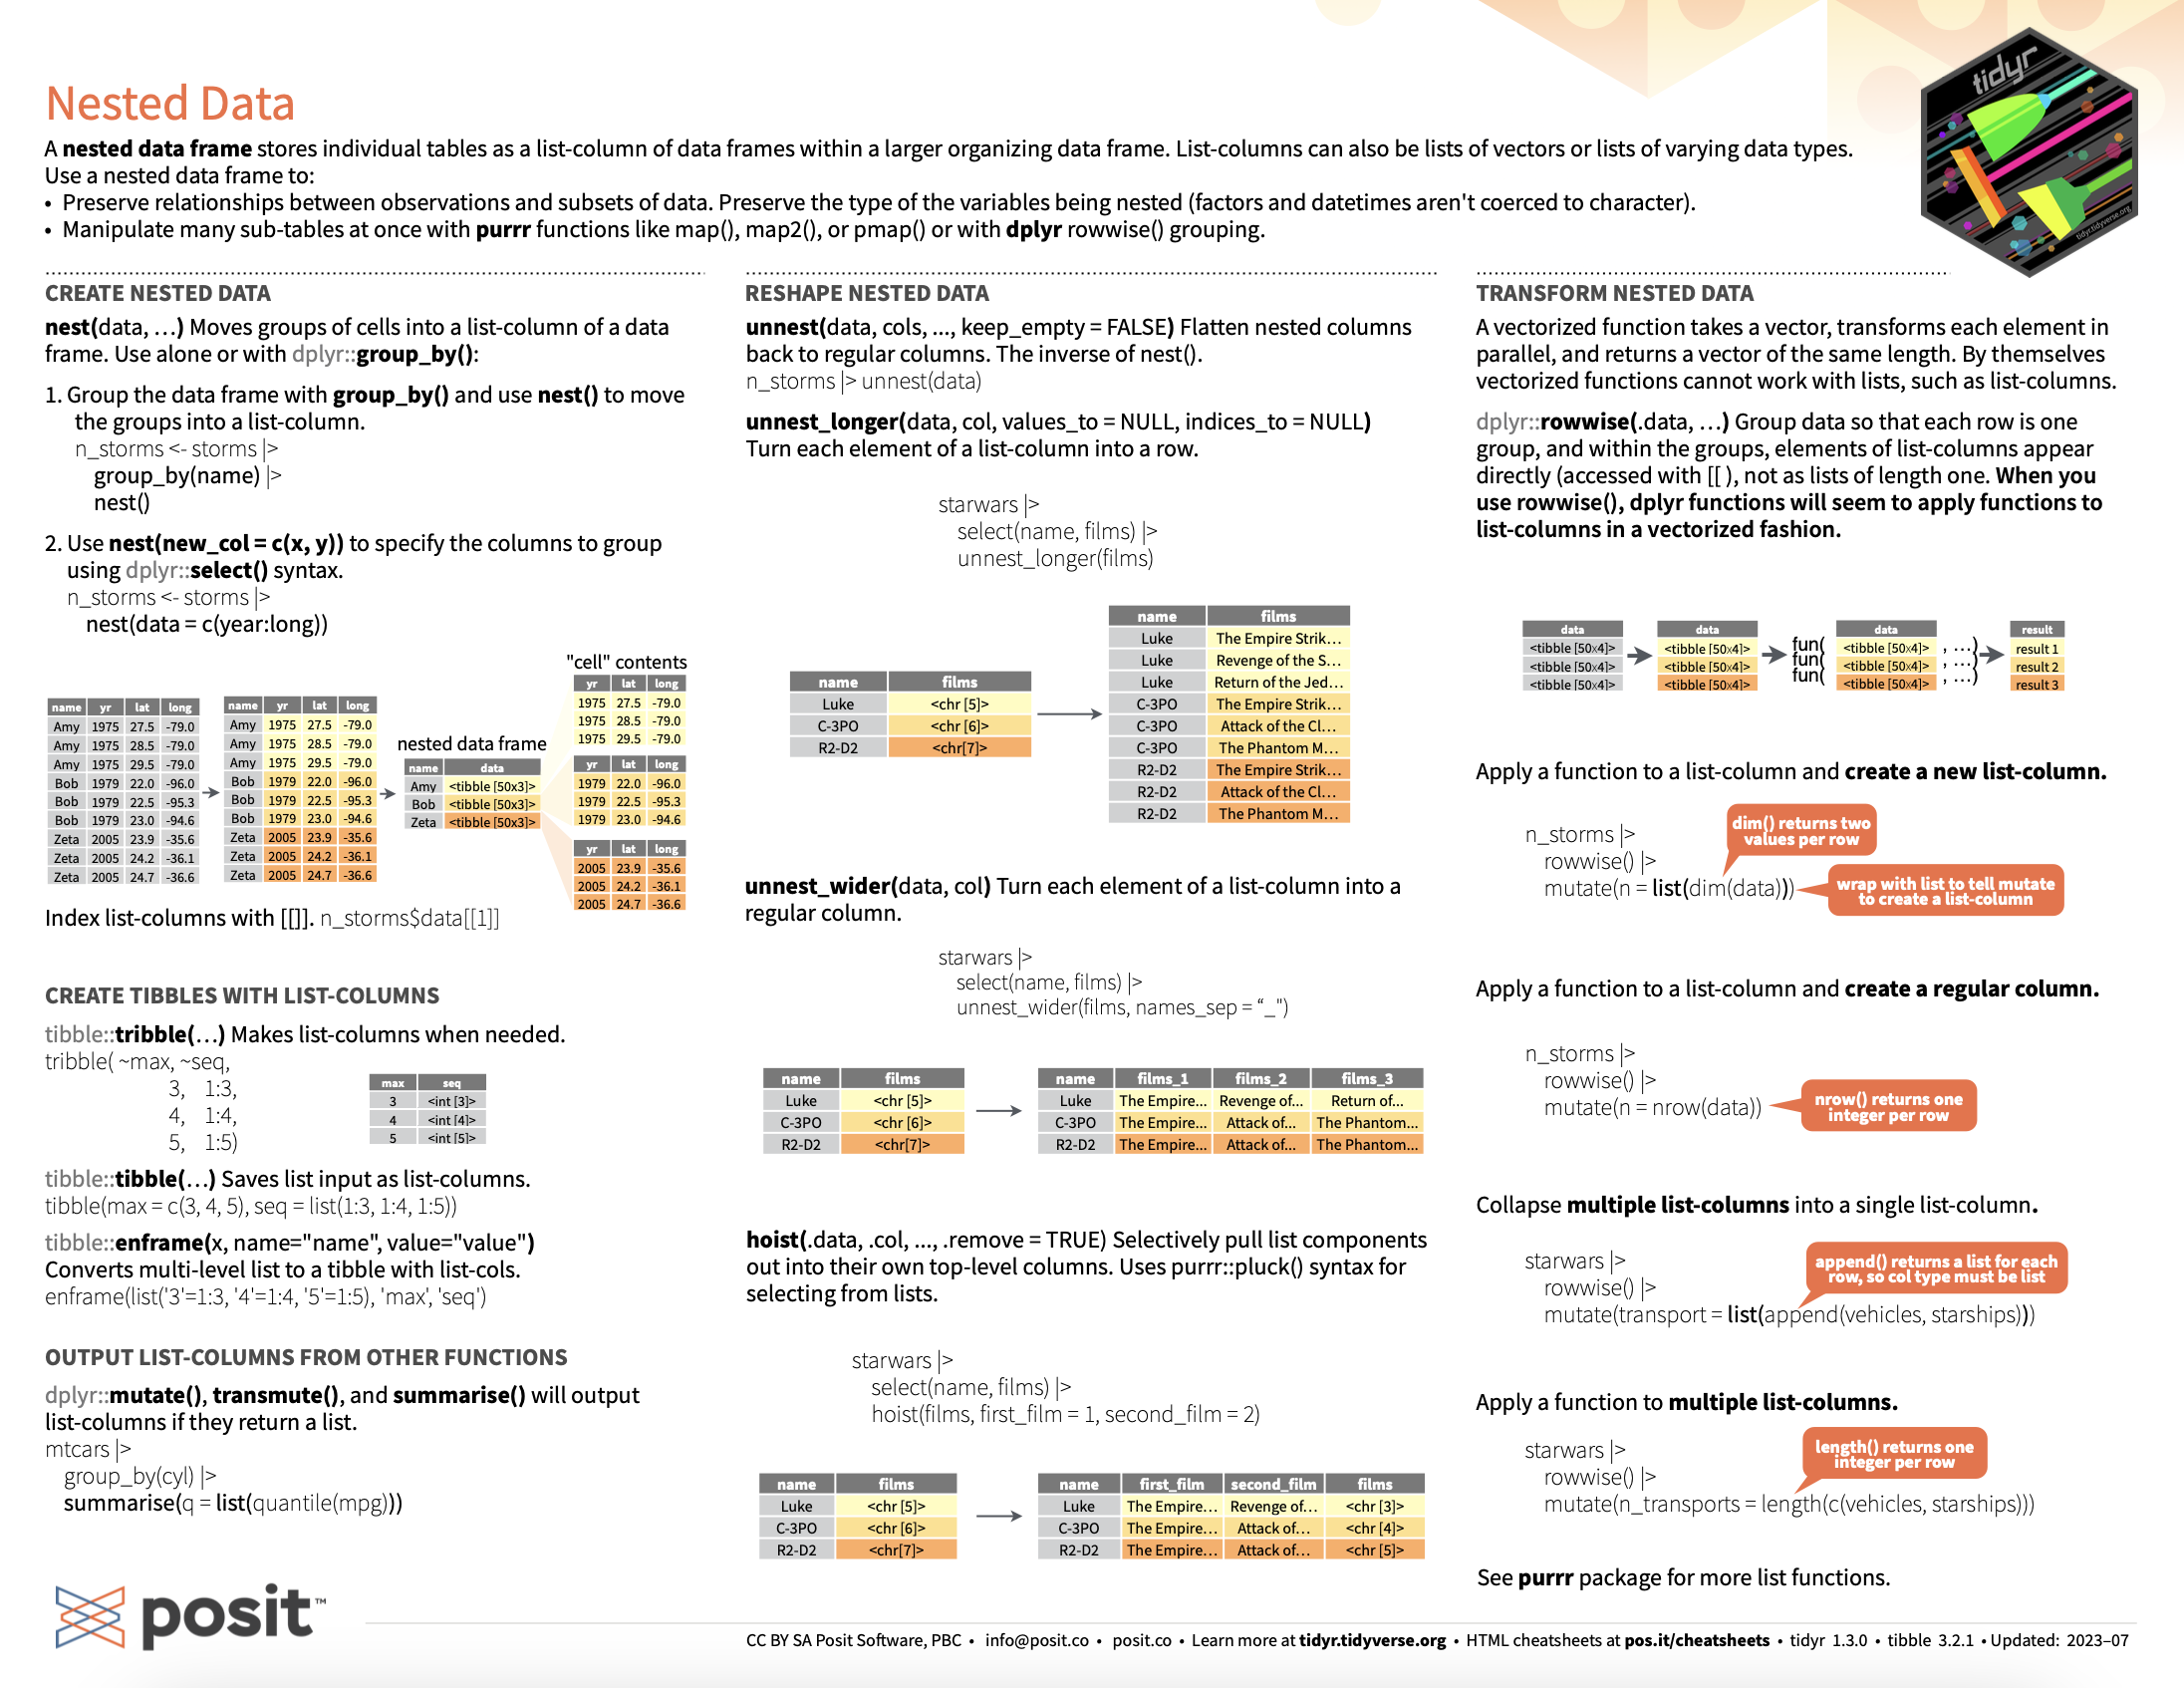 tidyr
tidyr.tidyverse.org
Nested Data
A nested data frame stores individual tables as a list-column of data frames within a larger organizing data frame. List-columns can also be lists of vectors or lists of varying data types.
Use a nested data frame to:
• Preserve relationships between observations and subsets of data. Preserve the type of the variables being nested (factors and datetimes aren't coerced to character).
• Manipulate many sub-tables at once with purrr functions like map(), map2(), or pmap() or with dplyr rowwise() grouping.
CREATE NESTED DATA
nest(data, …) Moves groups of cells into a list-column of a data
frame. Use alone or with dplyr::group_by():
1. Group the data frame with group_by() and use nest() to move
the groups into a list-column.
n_storms <- storms |>
group_by(name) |>
nest()
2. Use nest(new_col = c(x, y)) to specify the columns to group
using dplyr::select() syntax.
n_storms <- storms |>
nest(data = c(year:long))
name yr lat long
Amy 1975 27.5 -79.0
Amy 1975 28.5 -79.0
Amy 1975 29.5 -79.0
Bob 1979 22.0 -96.0
Bob 1979 22.5 -95.3
Bob 1979 23.0 -94.6
Zeta 2005 23.9 -35.6
Zeta 2005 24.2 -36.1
Zeta 2005 24.7 -36.6
name yr lat long
Amy 1975 27.5 -79.0
Amy 1975 28.5 -79.0
Amy 1975 29.5 -79.0
Bob 1979 22.0 -96.0
Bob 1979 22.5 -95.3
Bob 1979 23.0 -94.6
Zeta 2005 23.9 -35.6
Zeta 2005 24.2 -36.1
Zeta 2005 24.7 -36.6
nested data frame
name data
Amy <tibble [50x3]>
Bob <tibble [50x3]>
Zeta <tibble [50x3]>
"cell" contents
yr lat long
1975 27.5 -79.0
1975 28.5 -79.0
1975 29.5 -79.0
yr lat long
1979 22.0 -96.0
1979 22.5 -95.3
1979 23.0 -94.6
yr lat long
2005 23.9 -35.6
2005 24.2 -36.1
2005 24.7 -36.6
Index list-columns with [[]]. n_storms$data[[1]]
CREATE TIBBLES WITH LIST-COLUMNS
tibble::tribble(…) Makes list-columns when needed.
tribble( ~max, ~seq,
3, 1:3,
4, 1:4,
5, 1:5)
max seq
3 <int [3]>
4 <int [4]>
5 <int [5]>
tibble::tibble(…) Saves list input as list-columns.
tibble(max = c(3, 4, 5), seq = list(1:3, 1:4, 1:5))
tibble::enframe(x, name="name", value="value")
Converts multi-level list to a tibble with list-cols.
enframe(list('3'=1:3, '4'=1:4, '5'=1:5), 'max', 'seq')
OUTPUT LIST-COLUMNS FROM OTHER FUNCTIONS
dplyr::mutate(), transmute(), and summarise() will output
list-columns if they return a list.
mtcars |>
group_by(cyl) |>
summarise(q = list(quantile(mpg)))
RESHAPE NESTED DATA
unnest(data, cols, ..., keep_empty = FALSE) Flatten nested columns
back to regular columns. The inverse of nest().
n_storms |> unnest(data)
unnest_longer(data, col, values_to = NULL, indices_to = NULL)
Turn each element of a list-column into a row.
starwars |>
select(name, films) |>
unnest_longer(films)
name films
Luke <chr [5]>
C-3PO <chr [6]>
R2-D2 <chr[7]>
name films
Luke The Empire Strik…
Luke Revenge of the S…
Luke Return of the Jed…
C-3PO The Empire Strik…
C-3PO Attack of the Cl…
C-3PO The Phantom M…
R2-D2 The Empire Strik…
R2-D2 Attack of the Cl…
R2-D2 The Phantom M…
unnest_wider(data, col) Turn each element of a list-column into a
regular column.
starwars |>
select(name, films) |>
unnest_wider(films, names_sep = “_")
name films
Luke <chr [5]>
C-3PO <chr [6]>
R2-D2 <chr[7]>
name films_1 films_2 films_3
Luke The Empire... Revenge of... Return of...
C-3PO The Empire... Attack of... The Phantom...
R2-D2 The Empire... Attack of... The Phantom...
hoist(.data, .col, ..., .remove = TRUE) Selectively pull list components
out into their own top-level columns. Uses purrr::pluck() syntax for
selecting from lists.
starwars |>
select(name, films) |>
hoist(films, first_film = 1, second_film = 2)
name films
Luke <chr [5]>
C-3PO <chr [6]>
R2-D2 <chr[7]>
name first_film second_film films
Luke The Empire… Revenge of… <chr [3]>
C-3PO The Empire… Attack of… <chr [4]>
R2-D2 The Empire… Attack of… <chr [5]>
TRANSFORM NESTED DATA
A vectorized function takes a vector, transforms each element in
parallel, and returns a vector of the same length. By themselves
vectorized functions cannot work with lists, such as list-columns.
dplyr::rowwise(.data, …) Group data so that each row is one
group, and within the groups, elements of list-columns appear
directly (accessed with [[ ), not as lists of length one. When you
use rowwise(), dplyr functions will seem to apply functions to
list-columns in a vectorized fashion.
data
<tibble [50x4]>
<tibble [50x4]>
<tibble [50x4]>
data
<tibble [50x4]>
<tibble [50x4]>
<tibble [50x4]>
data
fun( <tibble [50x4]> , …)
fun( <tibble [50x4]> , …)
fun( <tibble [50x4]> , …)
result
result 1
result 2
result 3
Apply a function to a list-column and create a new list-column.
n_storms |>
rowwise() |>
mutate(n = list(dim(data)))
dim() returns two
values per row
wrap with list to tell mutate
to create a list-column
Apply a function to a list-column and create a regular column.
n_storms |>
rowwise() |>
mutate(n = nrow(data))
nrow() returns one
integer per row
Collapse multiple list-columns into a single list-column.
starwars |>
rowwise() |>
mutate(transport = list(append(vehicles, starships)))
append() returns a list for each
row, so col type must be list
Apply a function to multiple list-columns.
starwars |>
rowwise() |>
mutate(n_transports = length(c(vehicles, starships)))
length() returns one
integer per row
See purrr package for more list functions.
posit™
CC BY SA Posit Software, PBC • info@posit.co • posit.co • Learn more at tidyr.tidyverse.org • HTML cheatsheets at pos.it/cheatsheets • tidyr 1.3.0 • tibble 3.2.1 • Updated: 2023–07